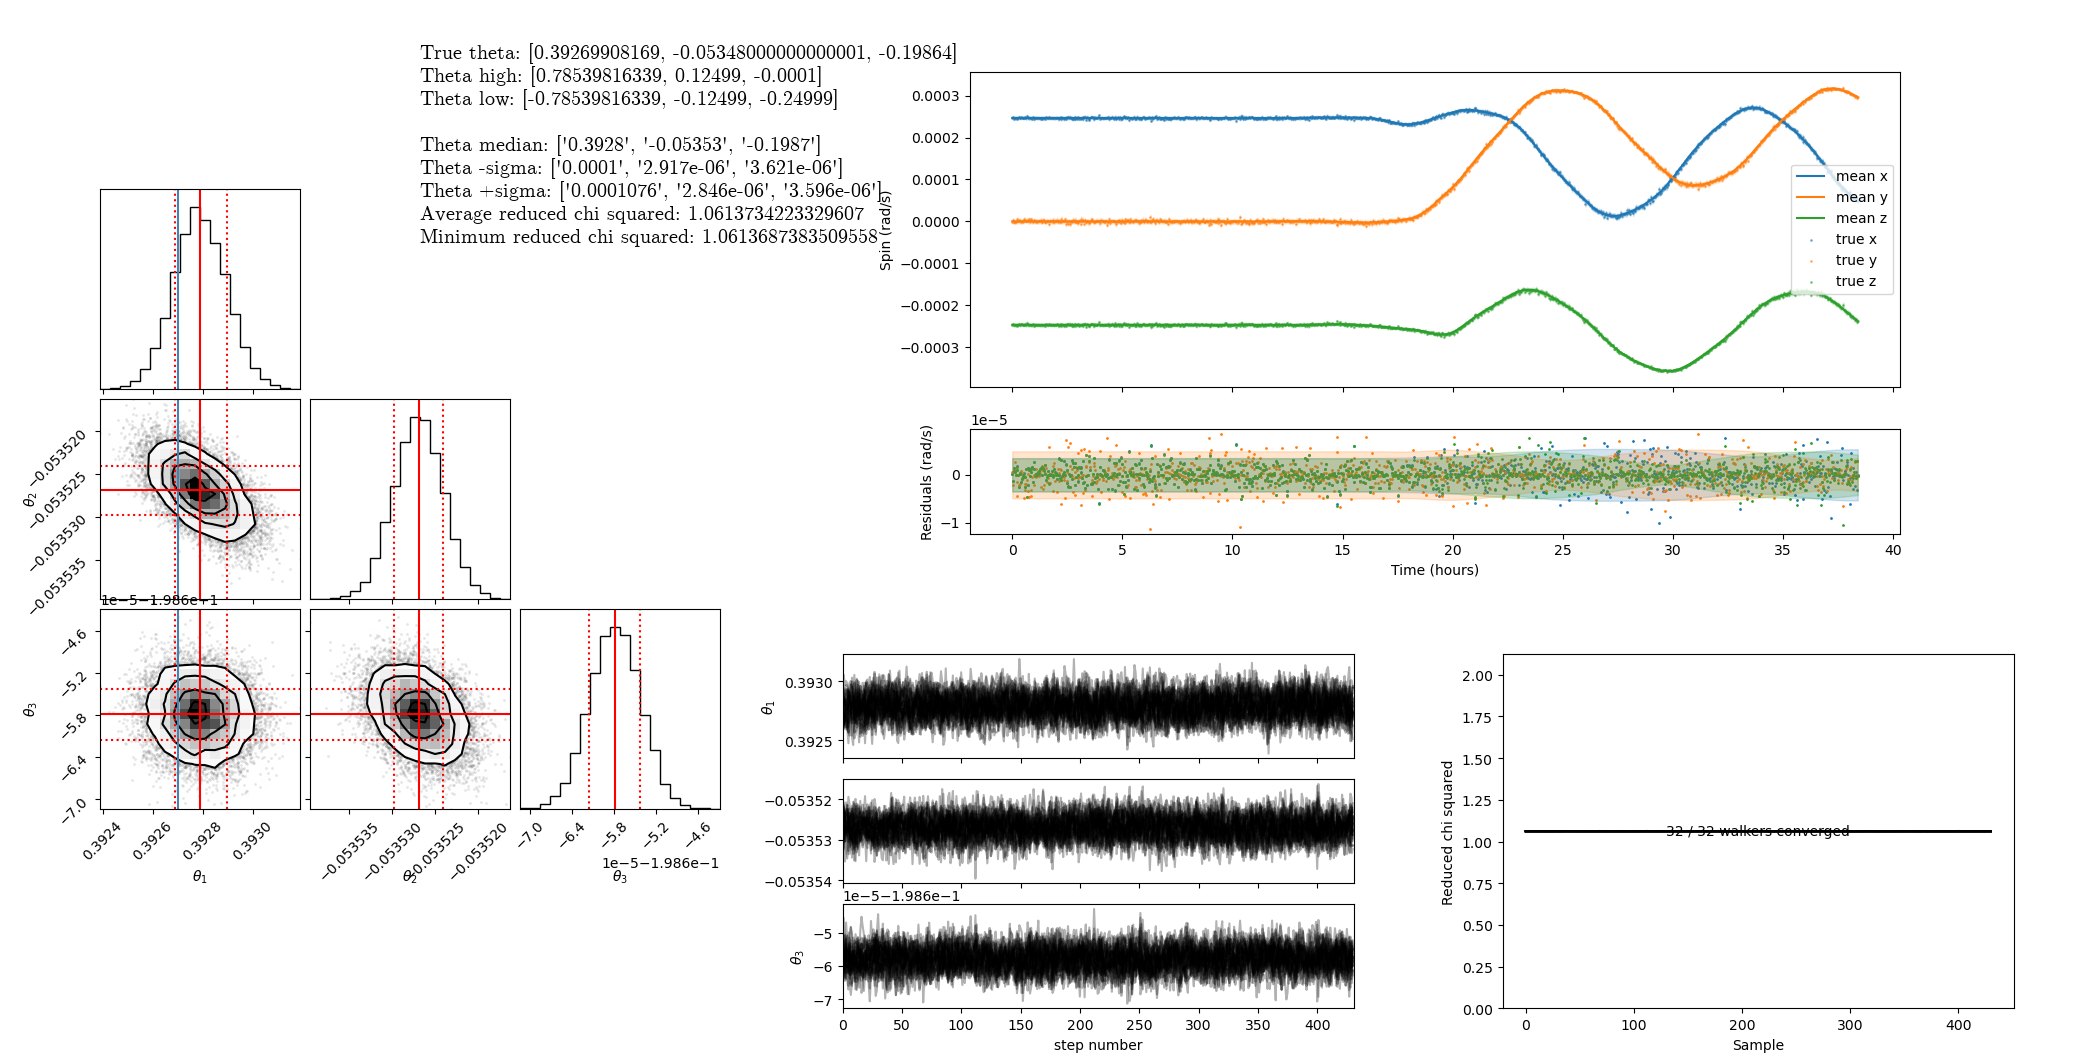 True theta: [0.39269908169, -0.05348000000000001, -0.19864]
Theta high: [0.78539816339, 0.12499, -0.0001]
Theta low: [-0.78539816339, -0.12499, -0.24999]
Theta median: ['0.3928', '-0.05353', '-0.1987']
Theta -sigma: ['0.0001', '2.917e-06', '3.621e-06']
Theta +sigma: ['0.0001076', '2.846e-06', '3.596e-06']
Average reduced chi squared: 1.0613734223329607
Minimum reduced chi squared: 1.0613687383509558
0.0003
0.0002
0.0001
0.0000
−0.0001
−0.0002
−0.0003
Spin (rad/s)
mean x
mean y
mean z
true x
true y
true z
1e−5
0
−1
Residuals (rad/s)
0 5 10 15 20 25 30 35 40
Time (hours)
−0.053520
−0.053525
−0.053530
−0.053535
θ2
1e−5−1.986e−1
−4.6
−5.2
−5.8
−6.4
−7.0
θ3
0.3924 0.3926 0.3928 0.3930
θ1
−0.053535 −0.053530 −0.053525 −0.053520
θ2
−7.0 −6.4 −5.8 −5.2 −4.6
1e−5−1.986e−1
θ3
0.3930
0.3925
θ1
−0.05352
−0.05353
−0.05354
1e−5−1.986e−1
−5
−6
−7
θ3
0 50 100 150 200 250 300 350 400
step number
2.00
1.75
1.50
1.25
1.00
0.75
0.50
0.25
0.00
Reduced chi squared
32 / 32 walkers converged
0 100 200 300 400
Sample